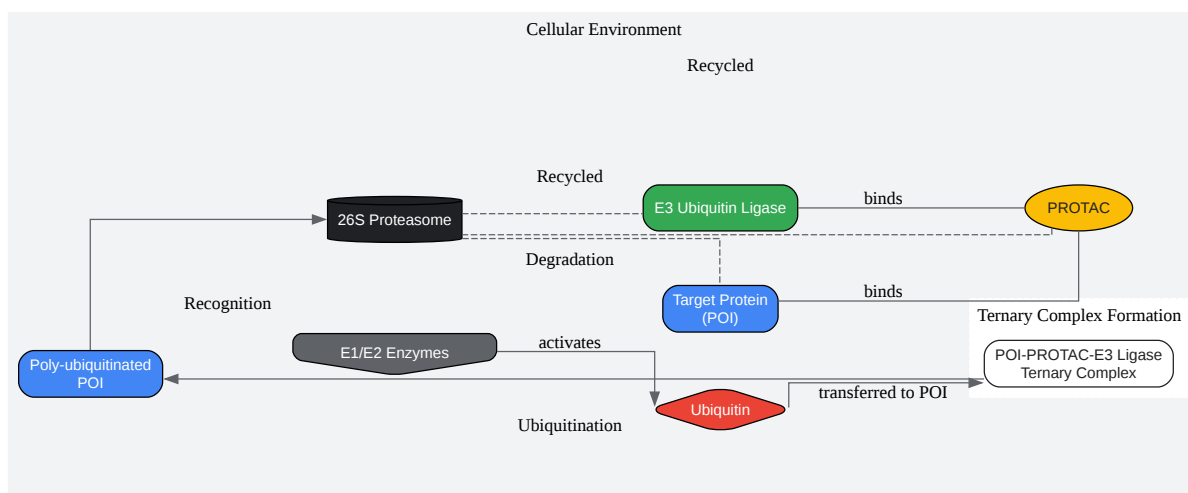 Cellular Environment
Recycled
Recycled
26S Proteasome
E3 Ubiquitin Ligase
binds
PROTAC
Degradation
Recognition
Target Protein
(POI)
binds
Ternary Complex Formation
E1/E2 Enzymes
activates
POI-PROTAC-E3 Ligase
Ternary Complex
Poly-ubiquitinated
POI
transferred to POI
Ubiquitin
Ubiquitination